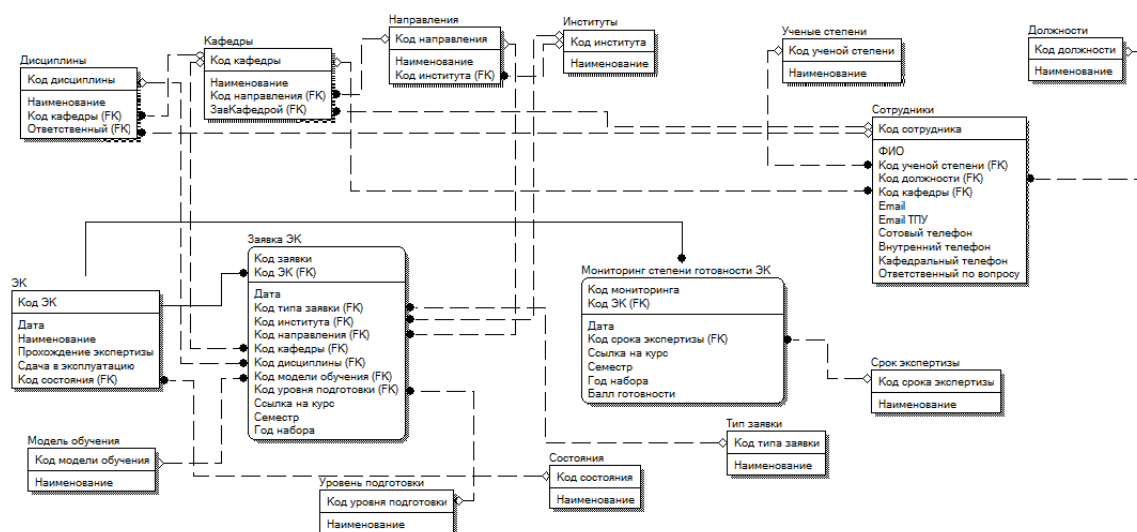 Дисциплины
Код дисциплины
Наименование
Код кафедры (FK)
Ответственный (FK)
Кафедры
Код кафедры
Наименование
Код направления (FK)
ЗавКафедрой (FK)
Направления
Код направления
Наименование
Код института (FK)
Институты
Код института
Наименование
Ученые степени
Код ученой степени
Наименование
Должности
Код должности
Наименование
Сотрудники
Код сотрудника
ФИО
Код ученой степени (FK)
Код должности (FK)
Код кафедры (FK)
Email
Email ТПУ
Сотовый телефон
Внутренний телефон
Кафедральный телефон
Ответственный по вопросу
ЭК
Код ЭК
Дата
Наименование
Прохождение экспертизы
Сдача в эксплуатацию
Код состояния (FK)
Заявка ЭК
Код заявки
Код ЭК (FK)
Дата
Код типа заявки (FK)
Код института (FK)
Код направления (FK)
Код кафедры (FK)
Код дисциплины (FK)
Код модели обучения (FK)
Код уровня подготовки (FK)
Ссылка на курс
Семестр
Год набора
Мониторинг степени готовности ЭК
Код мониторинга
Код ЭК (FK)
Дата
Код срока экспертизы (FK)
Ссылка на курс
Семестр
Год набора
Балл готовности
Срок экспертизы
Код срока экспертизы
Наименование
Тип заявки
Код типа заявки
Наименование
Модель обучения
Код модели обучения
Наименование
Состояния
Код состояния
Наименование
Уровень подготовки
Код уровня подготовки
Наименование